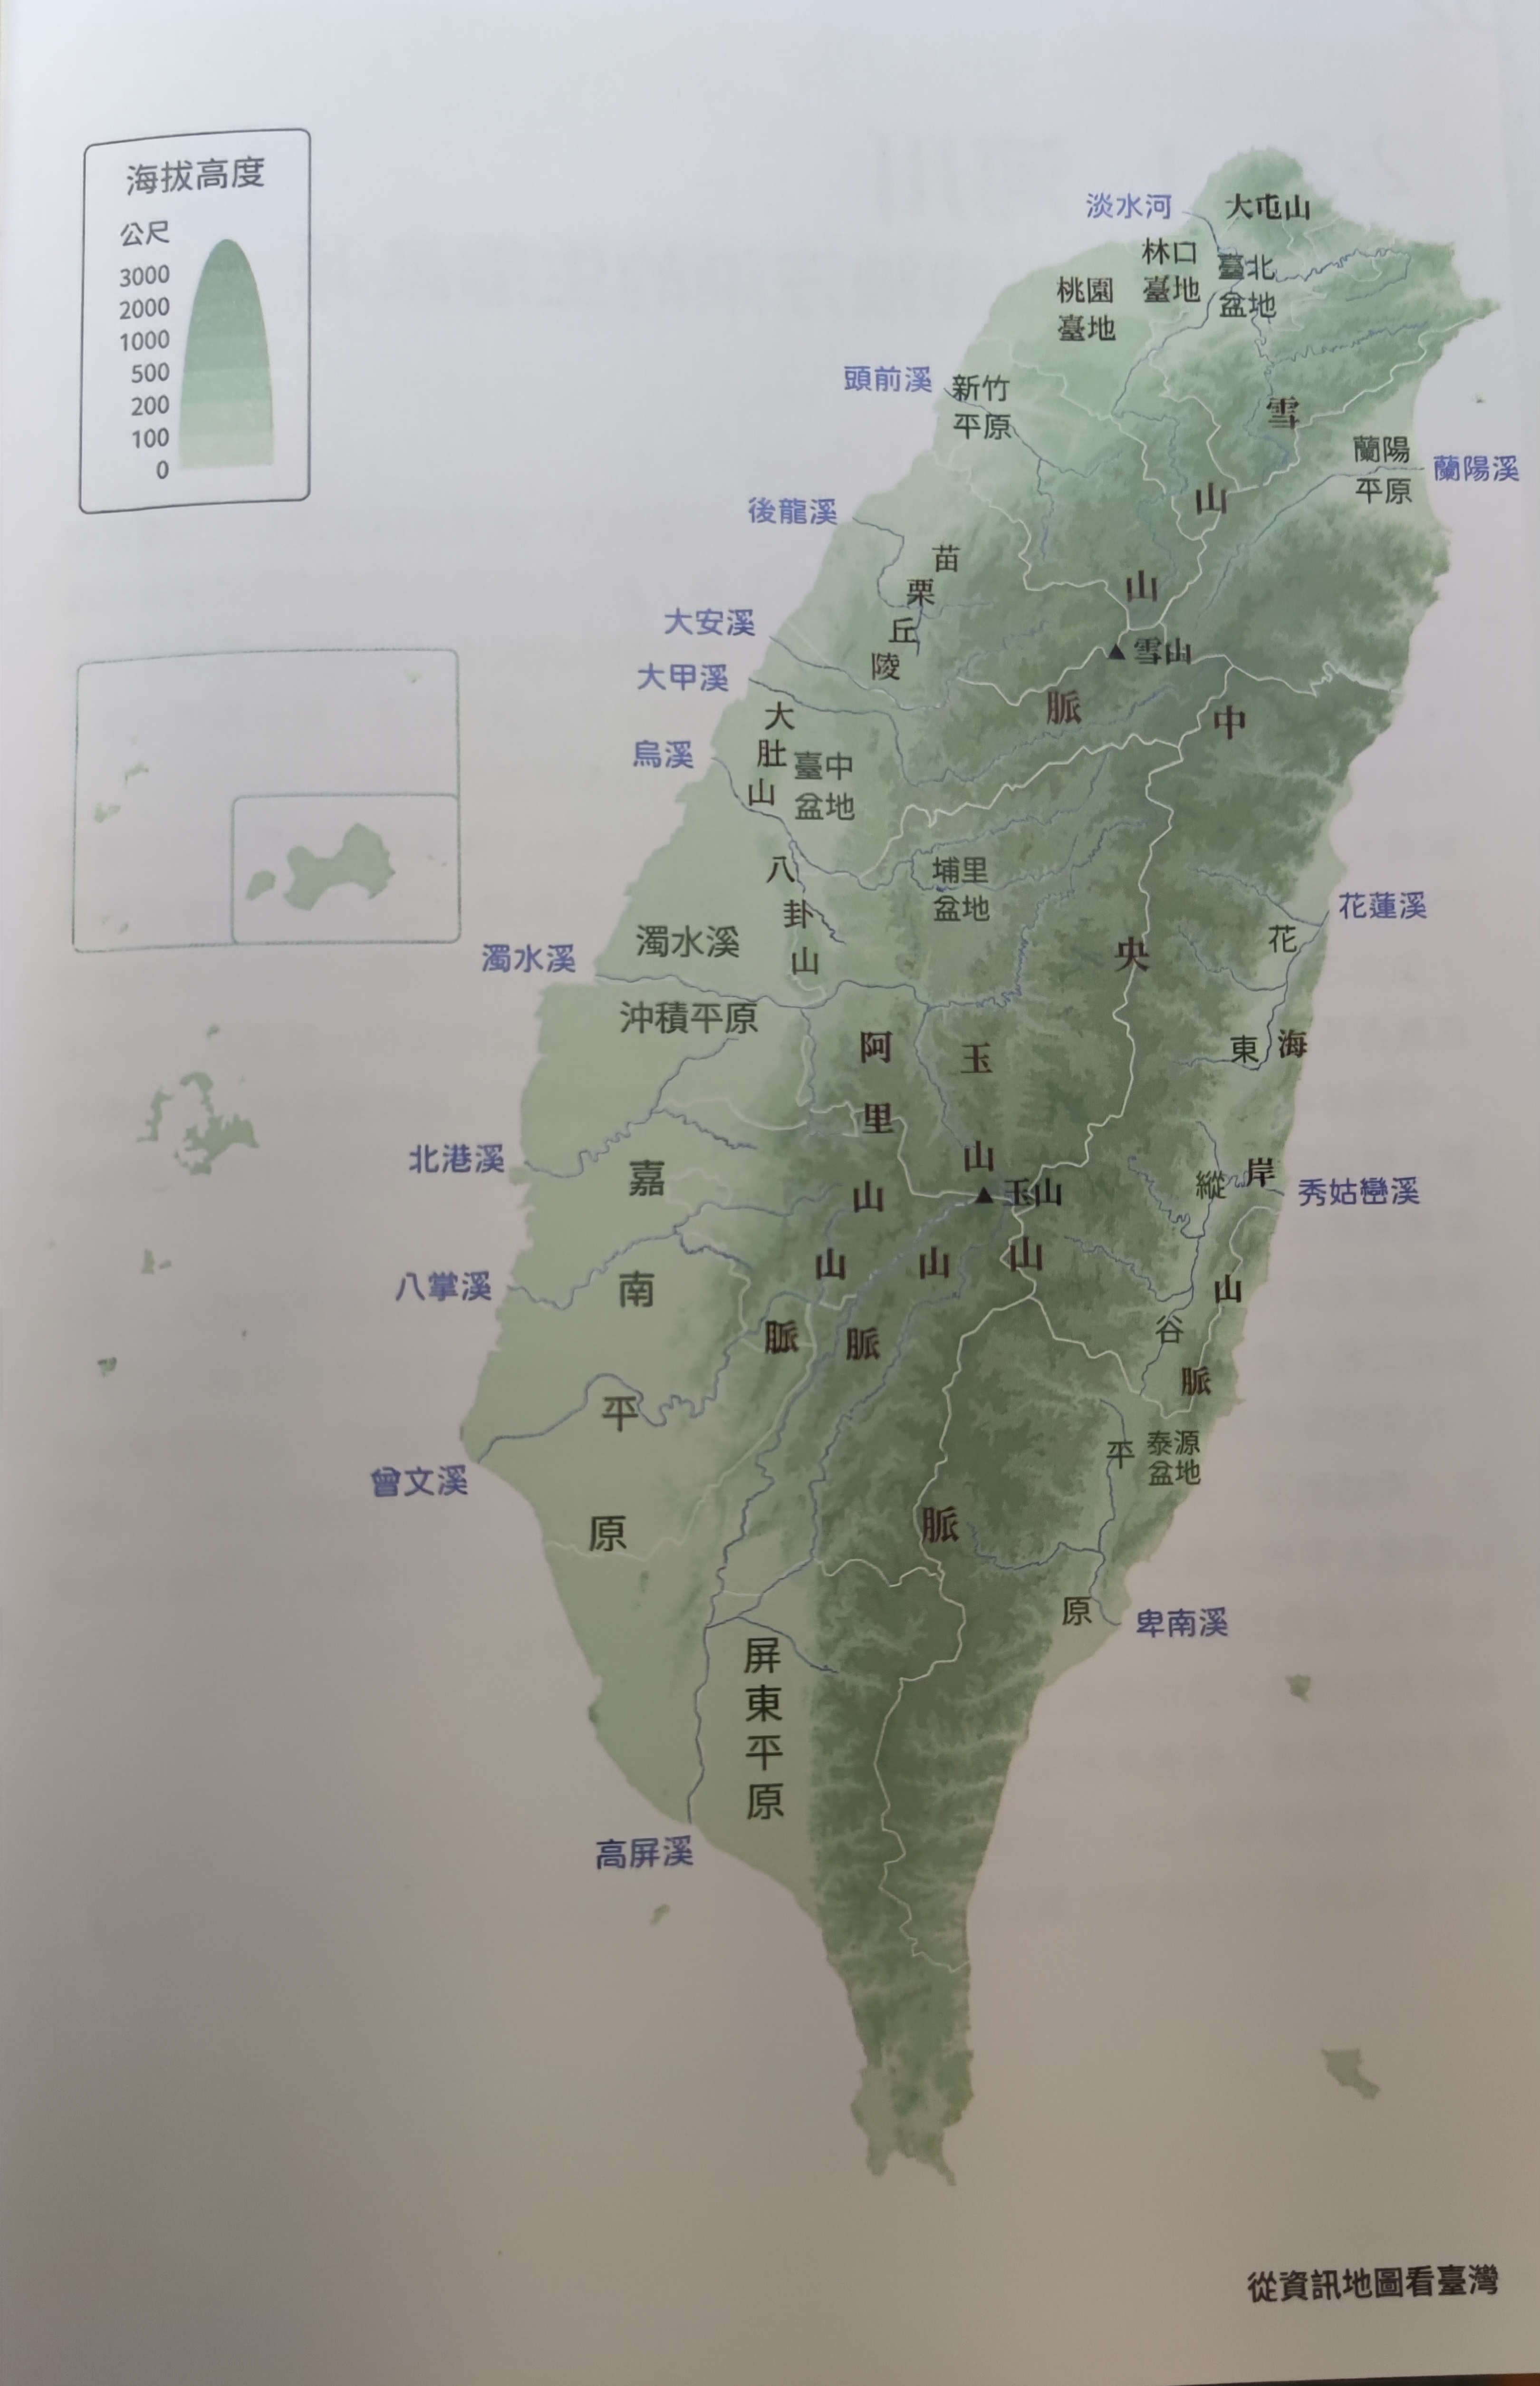 海拔高度
公尺
3000
2000
1000
500
200
100
0
淡水河
大屯山
林口
臺地
臺北
盆地
桃園
臺地
頭前溪
新竹
平原
雪山山脈
蘭陽
平原
蘭陽溪
後龍溪
苗栗丘陵
大安溪
雪山
大甲溪
大肚山
臺中
盆地
烏溪
中央山脈
八卦山
埔里
盆地
花蓮溪
花東縱谷平原
濁水溪
濁水溪
沖積平原
海岸山脈
阿里山山脈
玉山山脈
玉山
北港溪
嘉南平原
秀姑巒溪
八掌溪
泰源
盆地
曾文溪
卑南溪
屏東平原
高屏溪
從資訊地圖看臺灣